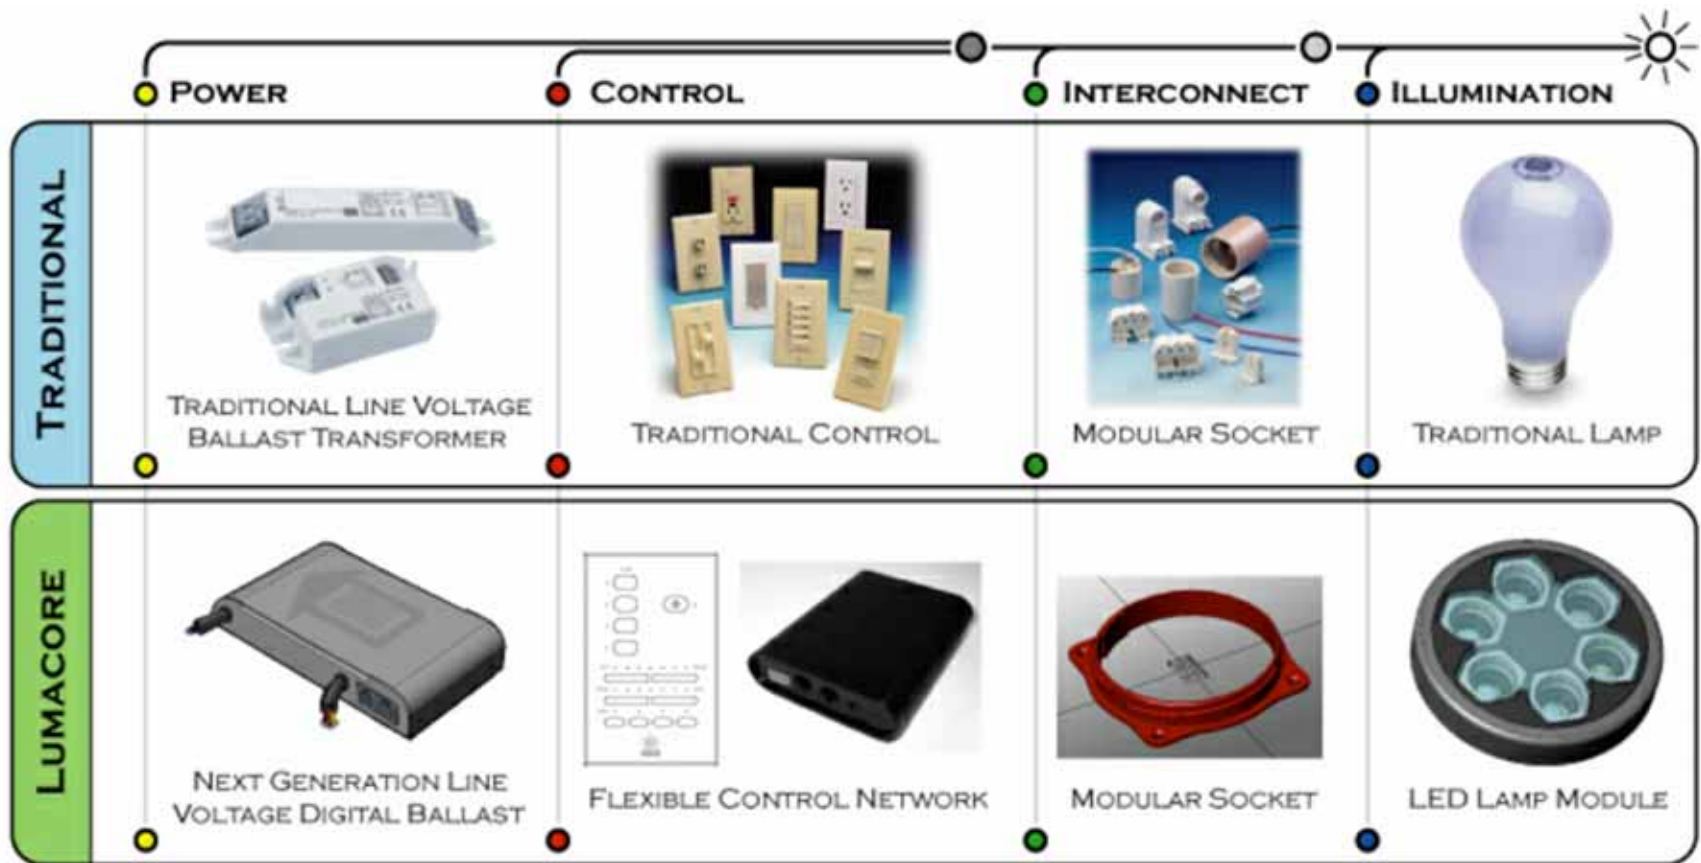 POWER
CONTROL
INTERCONNECT
ILLUMINATION
TRADITIONAL
TRADITIONAL LINE VOLTAGE
BALLAST TRANSFORMER
TRADITIONAL CONTROL
MODULAR SOCKET
TRADITIONAL LAMP
LUMACORE
NEXT GENERATION LINE
VOLTAGE DIGITAL BALLAST
FLEXIBLE CONTROL NETWORK
MODULAR SOCKET
LED LAMP MODULE